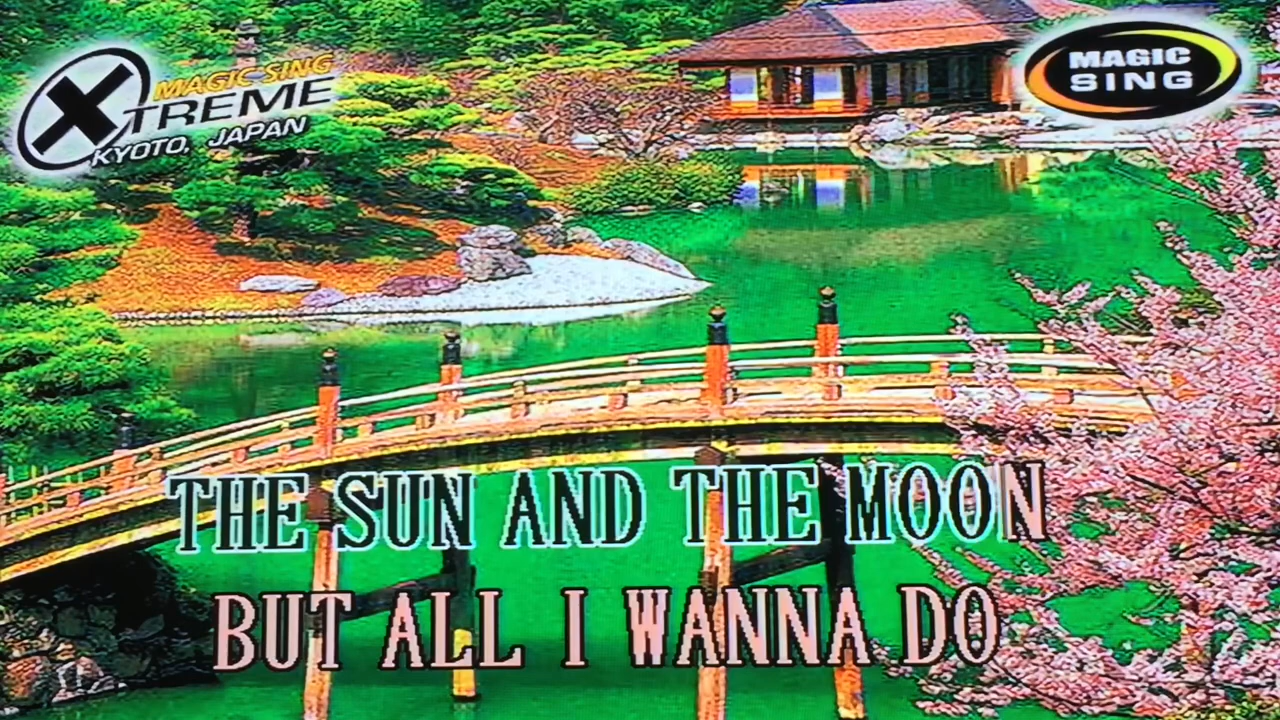 MAGIC SING
XTREME
KYOTO, JAPAN
MAGIC
SING
THE SUN AND THE MOON
BUT ALL I WANNA DO